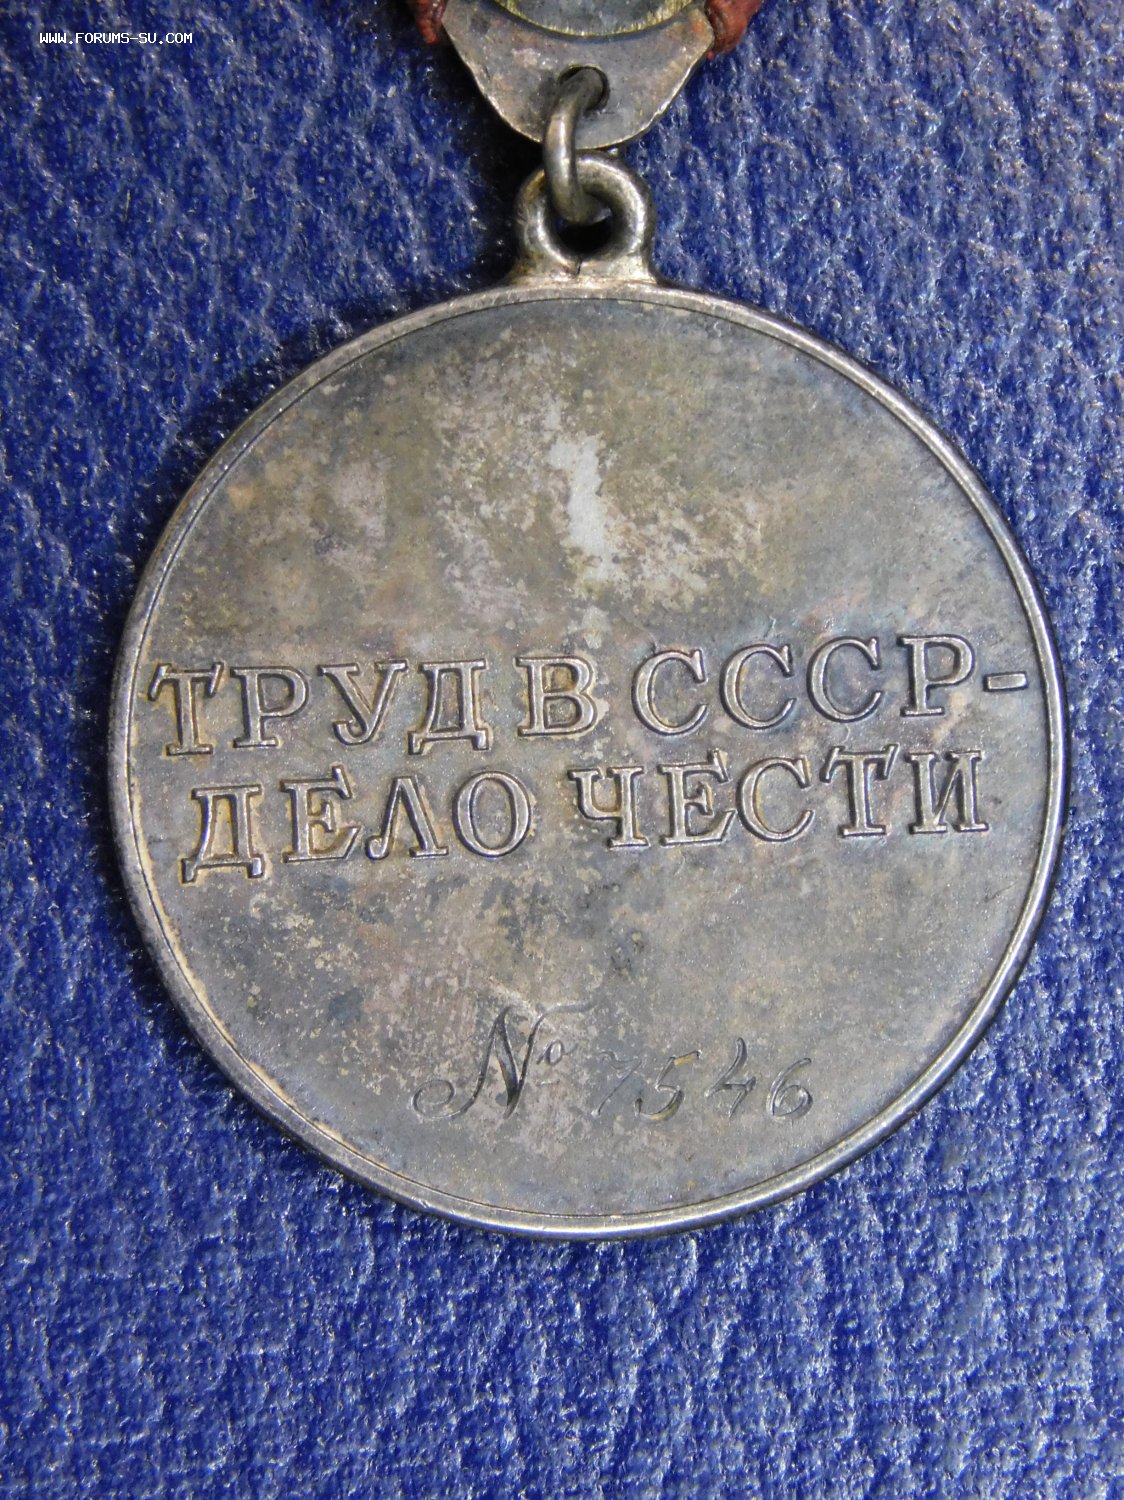 WWW.FORUMS-SU.COM
ТРУД В СССР-
ДЕЛО ЧЕСТИ
№ 7546